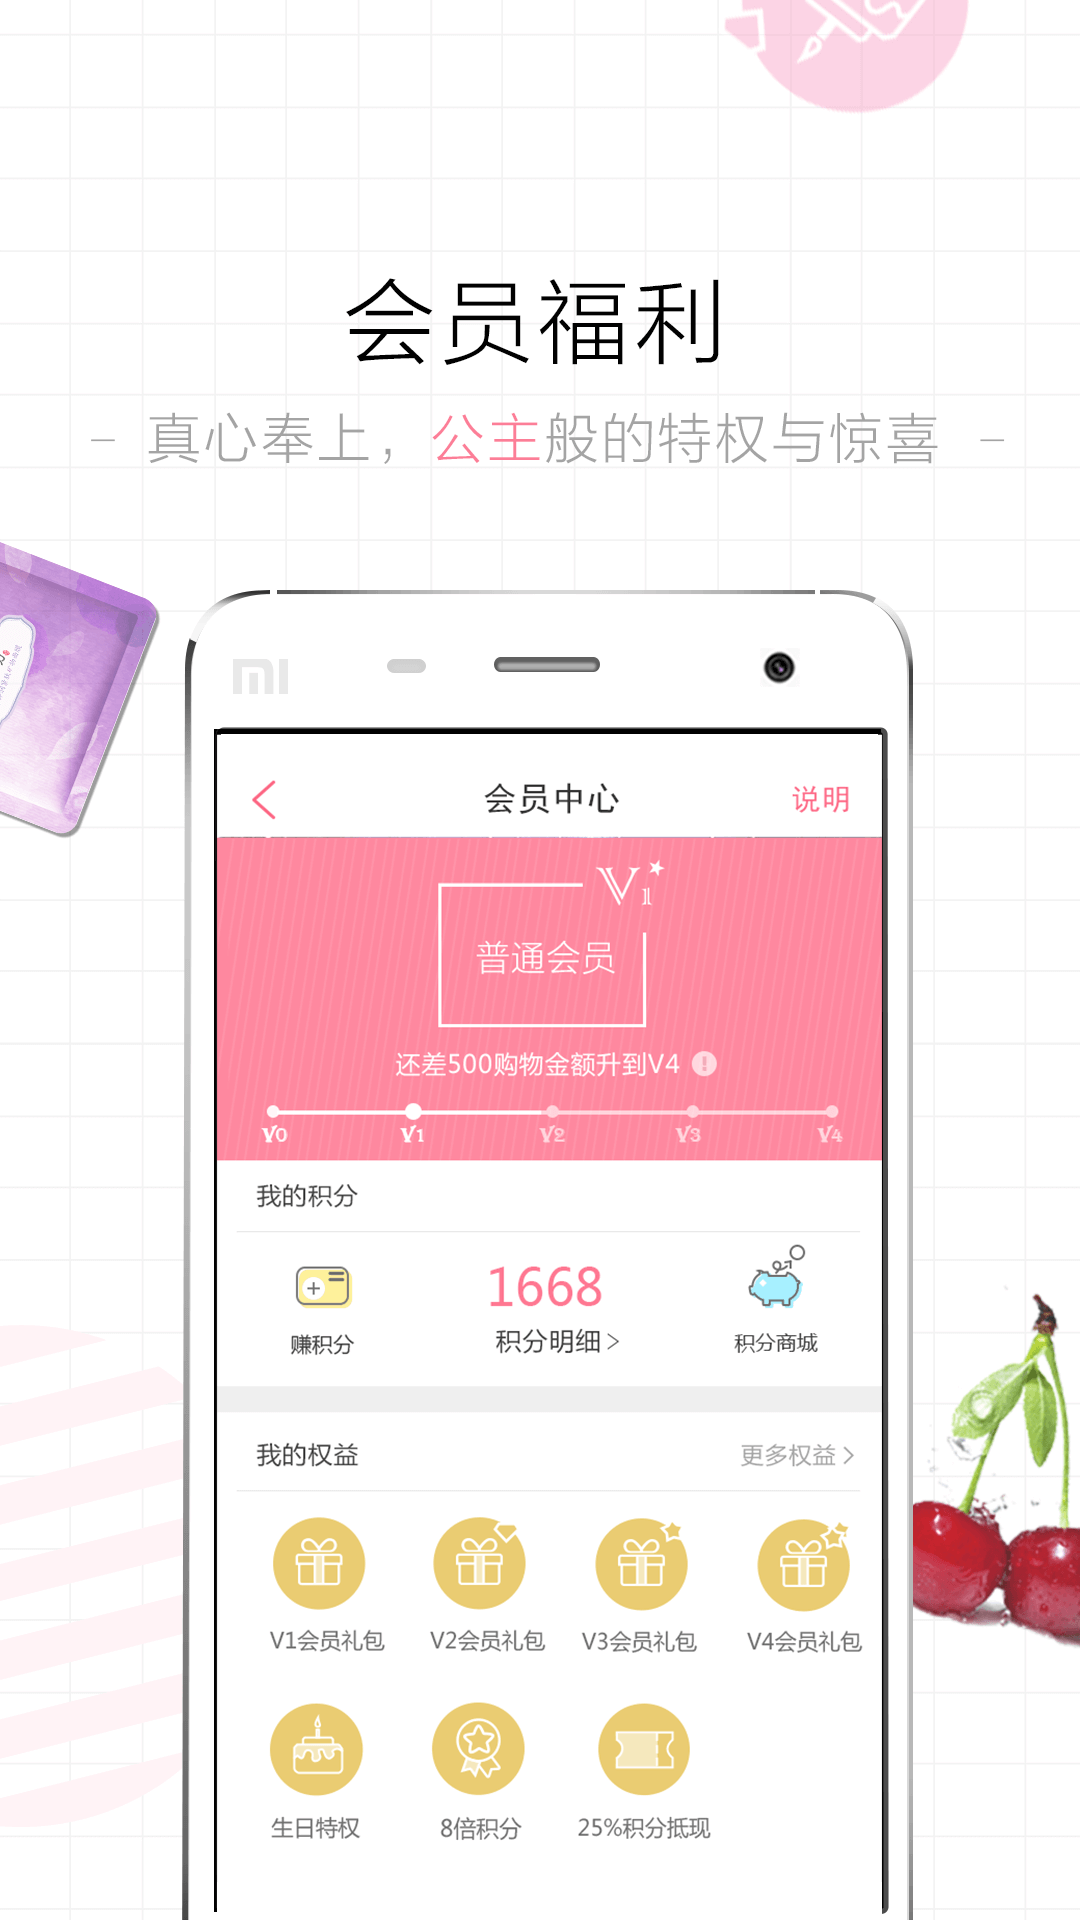 会员福利
– 真心奉上，公主般的特权与惊喜 –
MI
会员中心
说明
V1
普通会员
还差500购物金额升到V4
V0 V1 V2 V3 V4
我的积分
1668
赚积分
积分明细>
积分商城
我的权益
更多权益>
V1会员礼包 V2会员礼包 V3会员礼包 V4会员礼包
生日特权 8倍积分 25%积分抵现